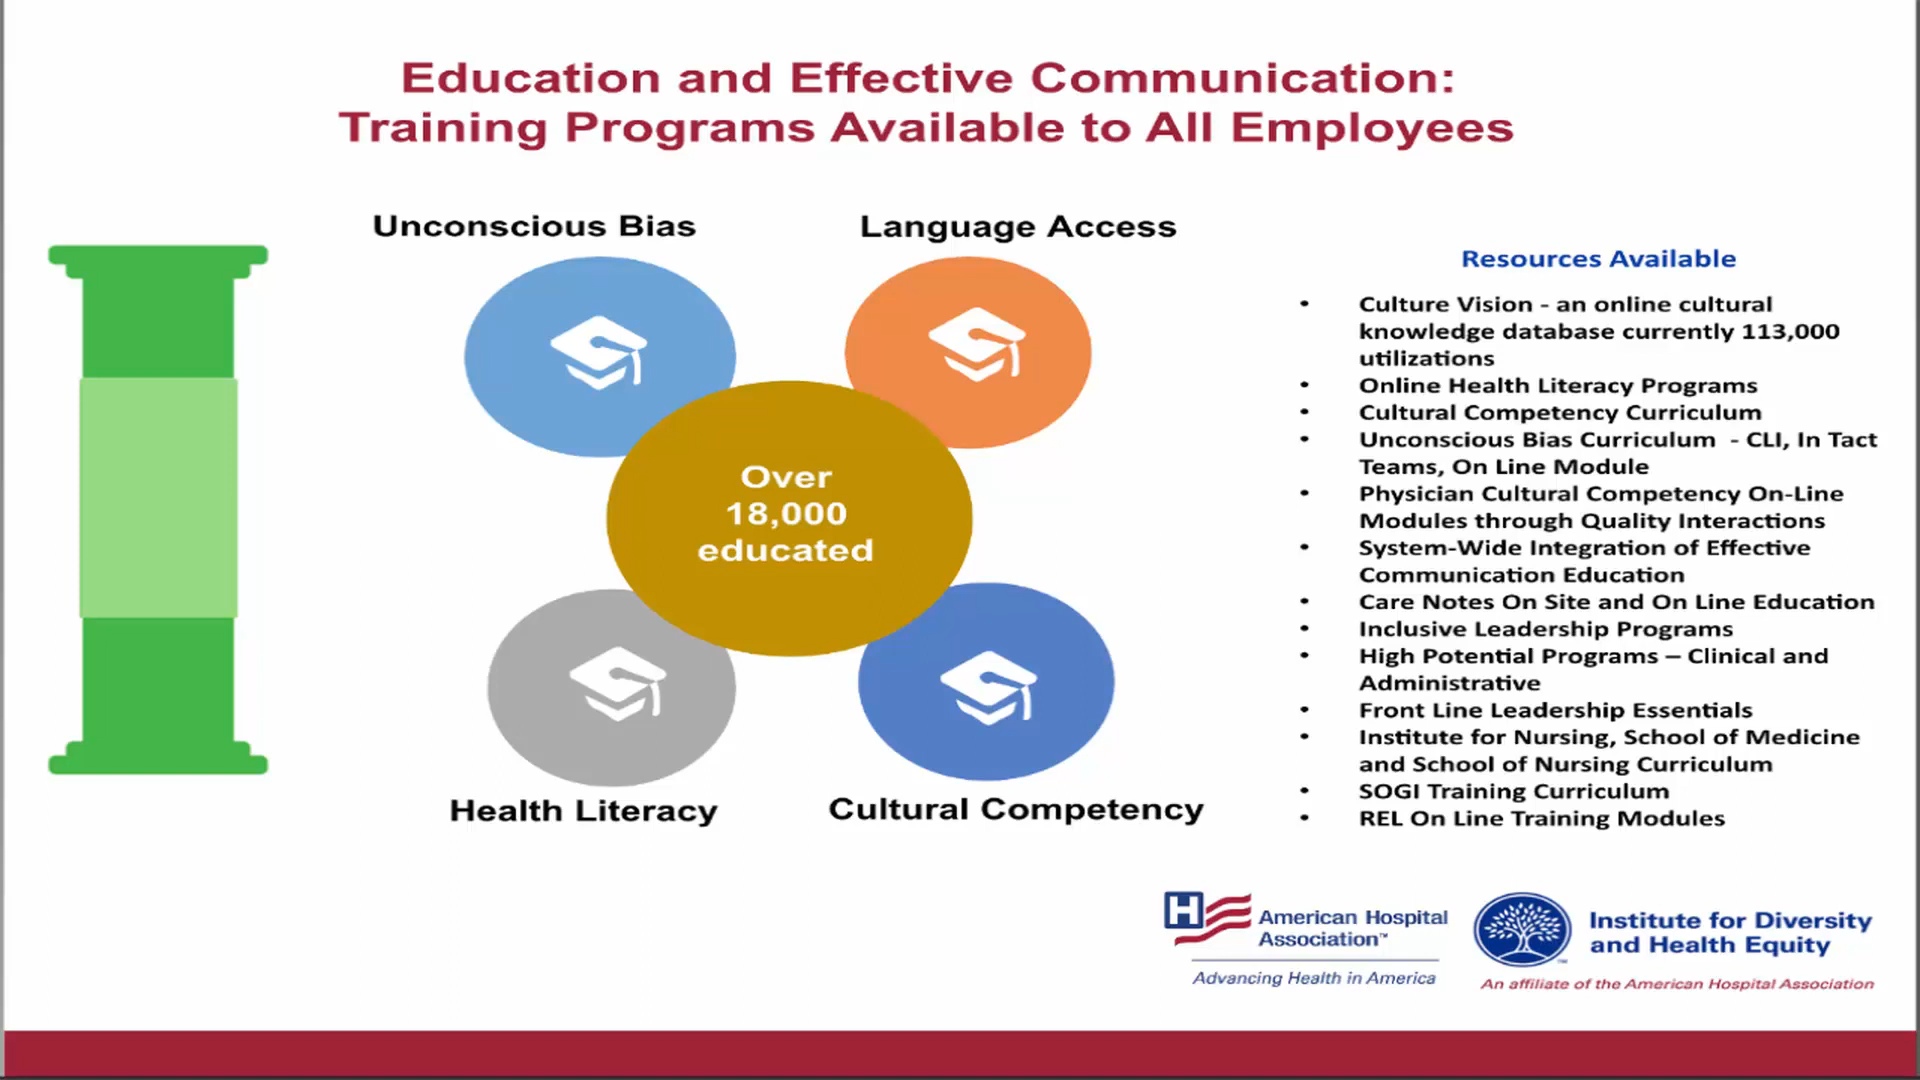 Education and Effective Communication:
Training Programs Available to All Employees
Unconscious Bias
Language Access
Over
18,000
educated
Health Literacy
Cultural Competency
Resources Available
• Culture Vision - an online cultural
knowledge database currently 113,000
utilizations
• Online Health Literacy Programs
• Cultural Competency Curriculum
• Unconscious Bias Curriculum - CLI, In Tact
Teams, On Line Module
• Physician Cultural Competency On-Line
Modules through Quality Interactions
• System-Wide Integration of Effective
Communication Education
• Care Notes On Site and On Line Education
• Inclusive Leadership Programs
• High Potential Programs – Clinical and
Administrative
• Front Line Leadership Essentials
• Institute for Nursing, School of Medicine
and School of Nursing Curriculum
• SOGI Training Curriculum
• REL On Line Training Modules
H
American Hospital
Association™
Advancing Health in America
Institute for Diversity
and Health Equity
An affiliate of the American Hospital Association